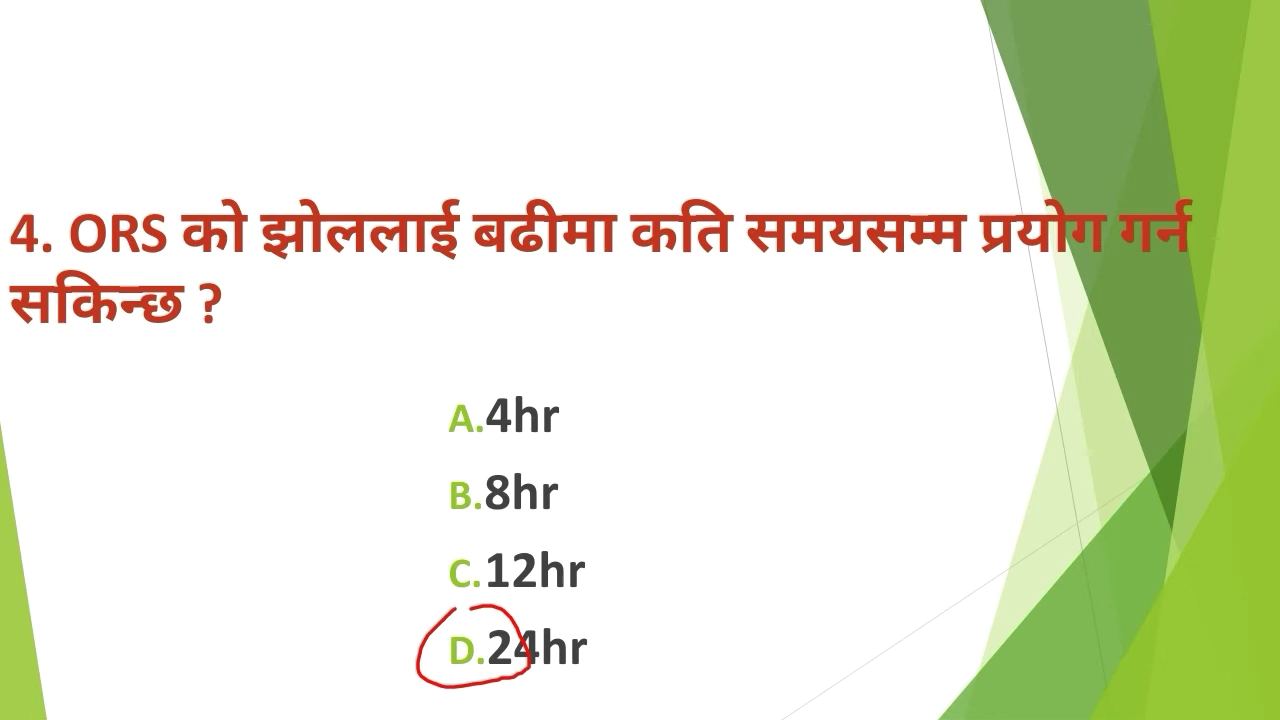 4. ORS को झोललाई बढीमा कति समयसम्म प्रयोग गर्न
सकिन्छ ?
A.4hr
B.8hr
C.12hr
D.24hr